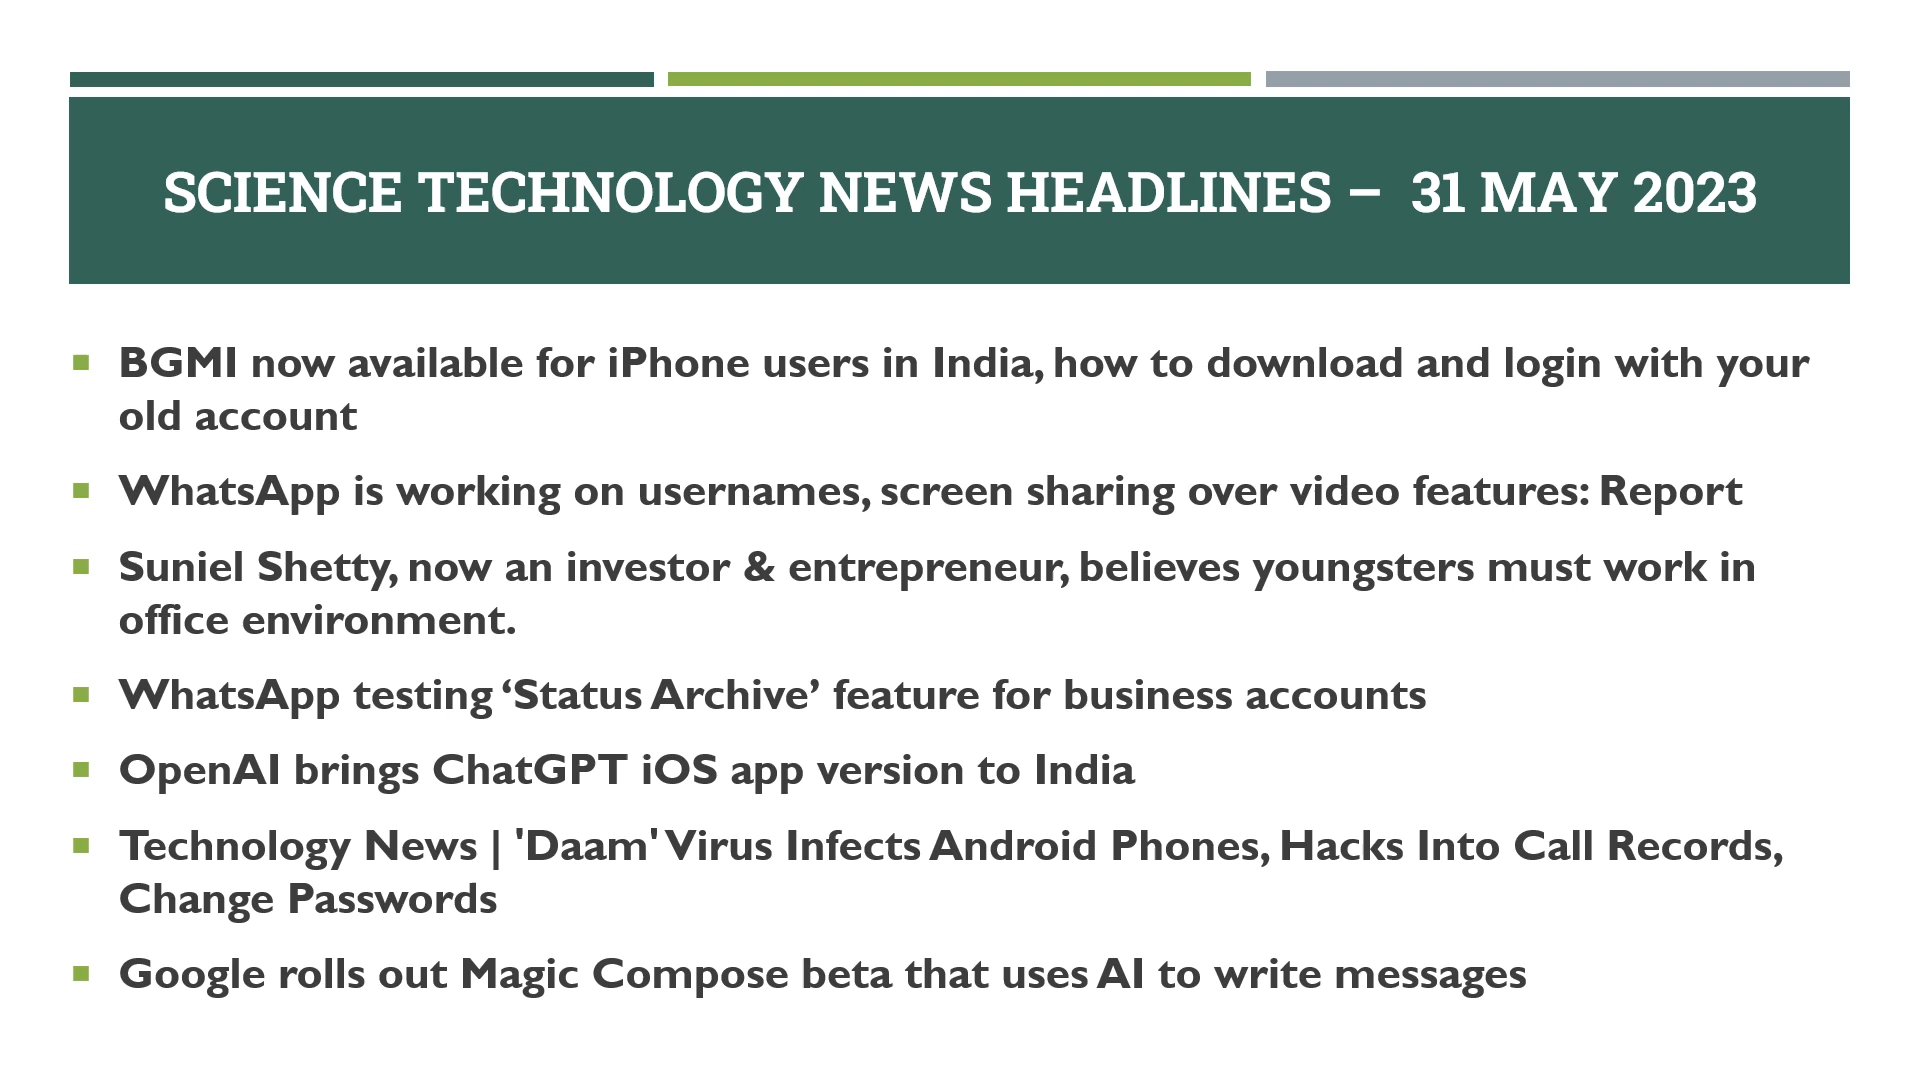 SCIENCE TECHNOLOGY NEWS HEADLINES – 31 MAY 2023
BGMI now available for iPhone users in India, how to download and login with your
old account
WhatsApp is working on usernames, screen sharing over video features: Report
Suniel Shetty, now an investor & entrepreneur, believes youngsters must work in
office environment.
WhatsApp testing ‘Status Archive’ feature for business accounts
OpenAI brings ChatGPT iOS app version to India
Technology News | 'Daam' Virus Infects Android Phones, Hacks Into Call Records,
Change Passwords
Google rolls out Magic Compose beta that uses AI to write messages